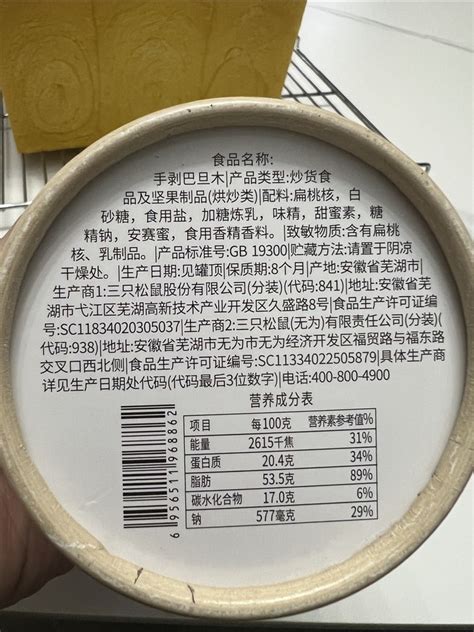 食品名称:
手剥巴旦木|产品类型:炒货食
品及坚果制品(烘炒类)|配料:扁桃核，白
砂糖，食用盐，加糖炼乳，味精，甜蜜素，糖
精钠，安赛蜜，食用香精香料。|致敏物质:含有扁桃
核、乳制品。|产品标准号:GB 19300|贮藏方法:请置于阴凉
干燥处。|生产日期:见罐顶|保质期:8个月|产地:安徽省芜湖市|
生产商1:三只松鼠股份有限公司(分装)(代码:841)|地址:安徽省芜
湖市弋江区芜湖高新技术产业开发区久盛路8号|食品生产许可证编
号:SC11834020305037|生产商2:三只松鼠(无为)有限责任公司(分装)(
代码:938)|地址:安徽省芜湖市无为市无为经济开发区福贸路与福东路
交叉口西北侧|食品生产许可证编号:SC11334022505879|具体生产商
详见生产日期处代码(代码最后3位数字)|电话:400-800-4900
营养成分表
项目 每100克 营养素参考值%
能量 2615千焦 31%
蛋白质 20.4克 34%
脂肪 53.5克 89%
碳水化合物 17.0克 6%
钠 577毫克 29%
6 956511 968862